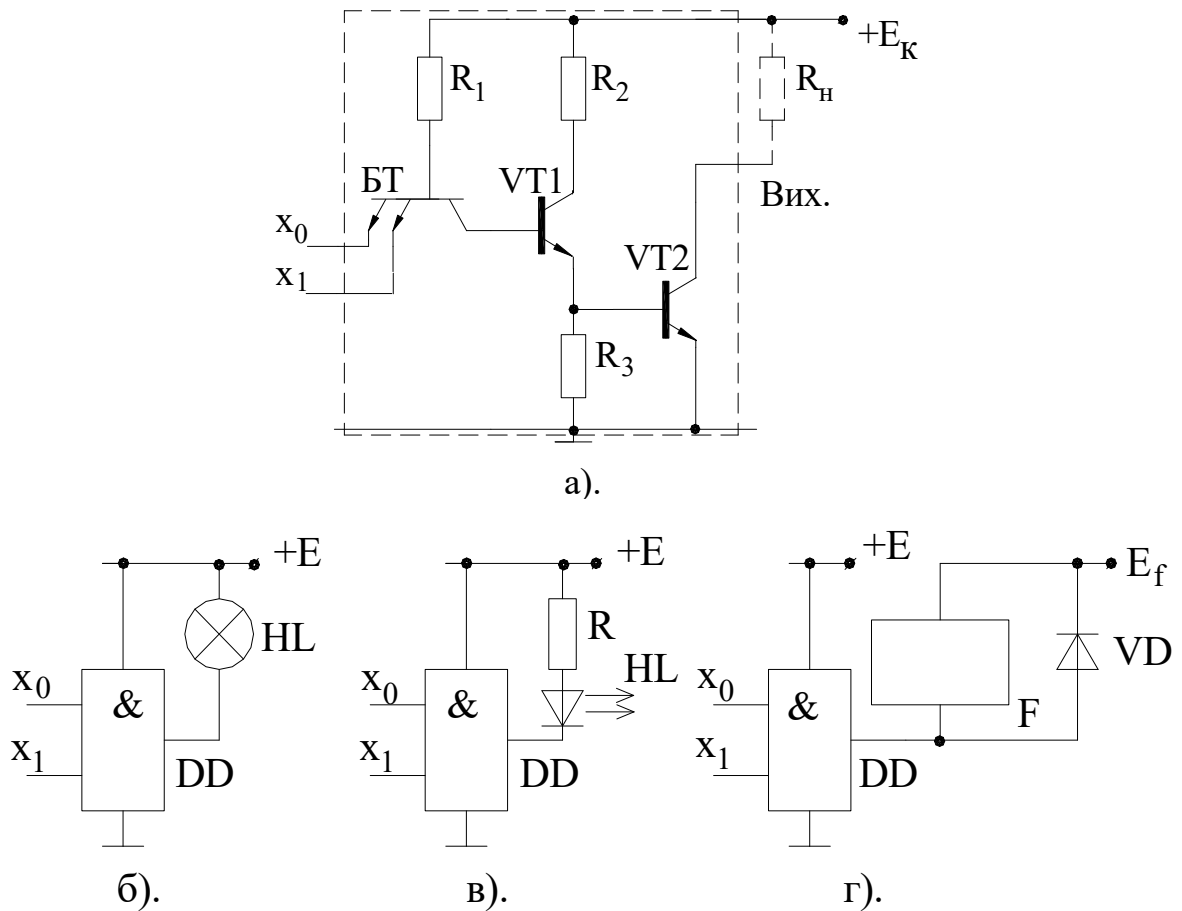 +Eк
R1
R2
Rн
БТ
VT1
Вих.
x0
x1
VT2
R3
а).
+E
HL
x0
&
x1
DD
б).
+E
R
HL
x0
&
x1
DD
в).
+E
Ef
VD
x0
&
F
x1
DD
г).